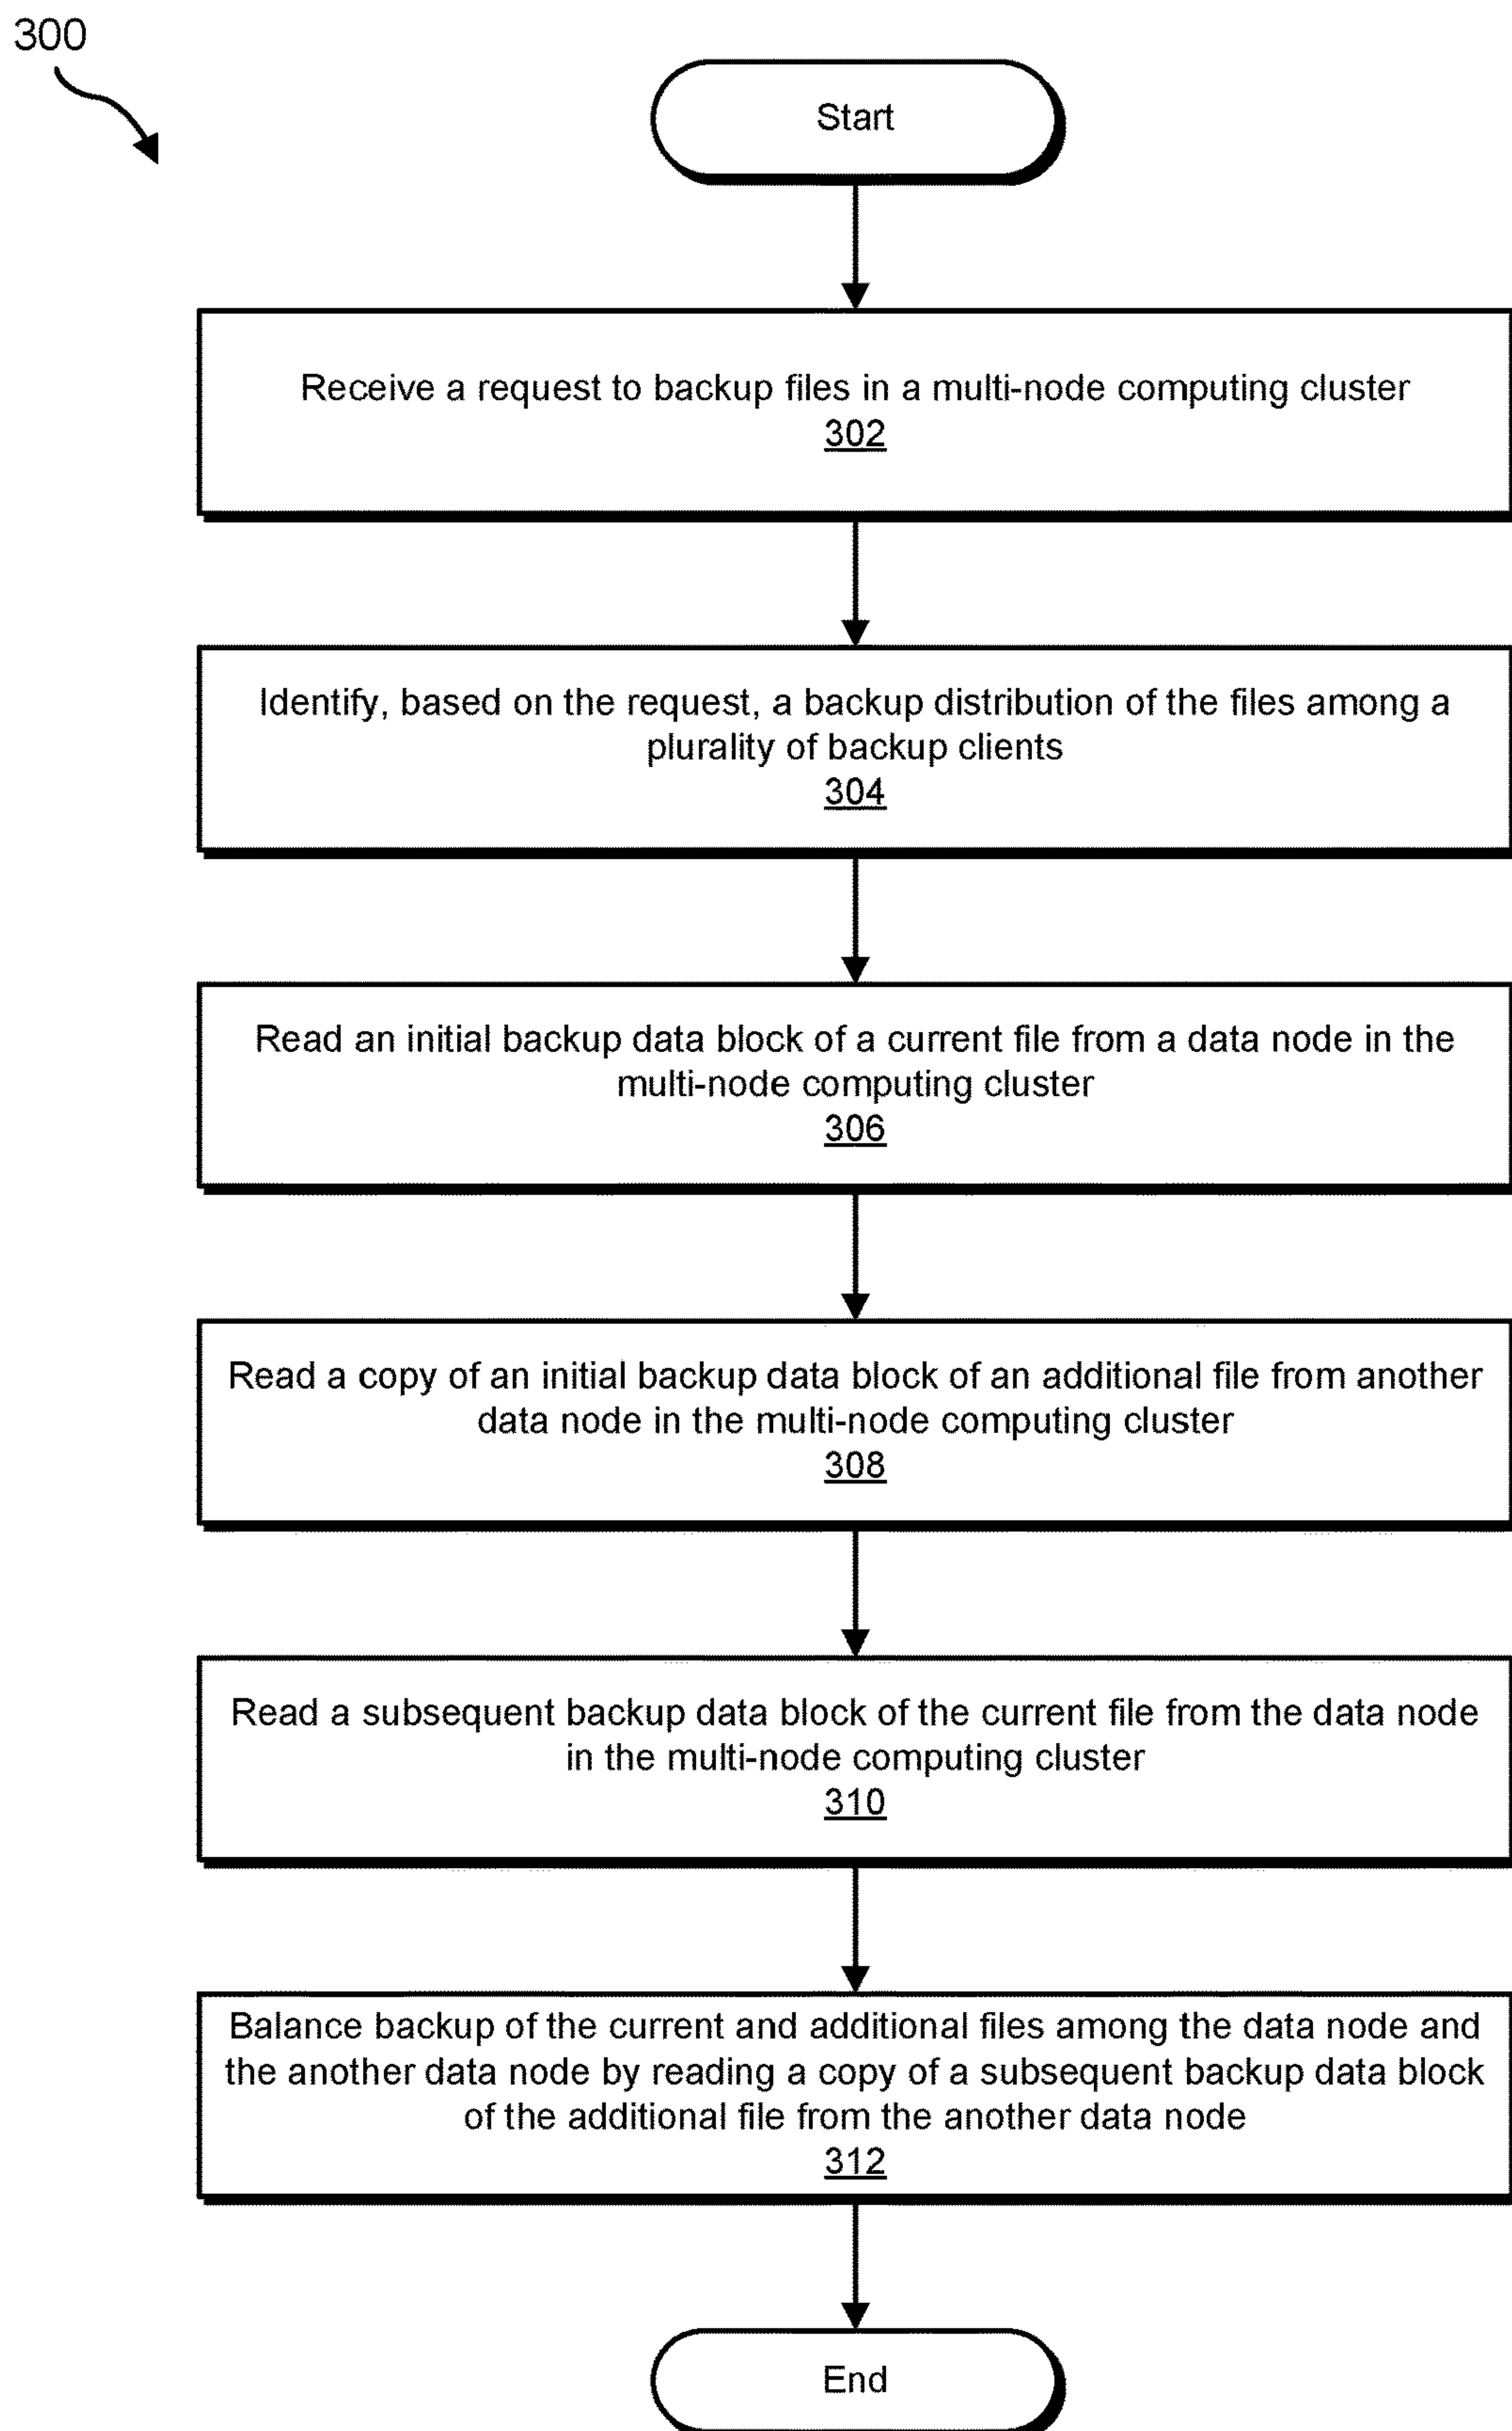 300
Start
Receive a request to backup files in a multi-node computing cluster
302
Identify, based on the request, a backup distribution of the files among a
plurality of backup clients
304
Read an initial backup data block of a current file from a data node in the
multi-node computing cluster
306
Read a copy of an initial backup data block of an additional file from another
data node in the multi-node computing cluster
308
Read a subsequent backup data block of the current file from the data node
in the multi-node computing cluster
310
Balance backup of the current and additional files among the data node and
the another data node by reading a copy of a subsequent backup data block
of the additional file from the another data node
312
End